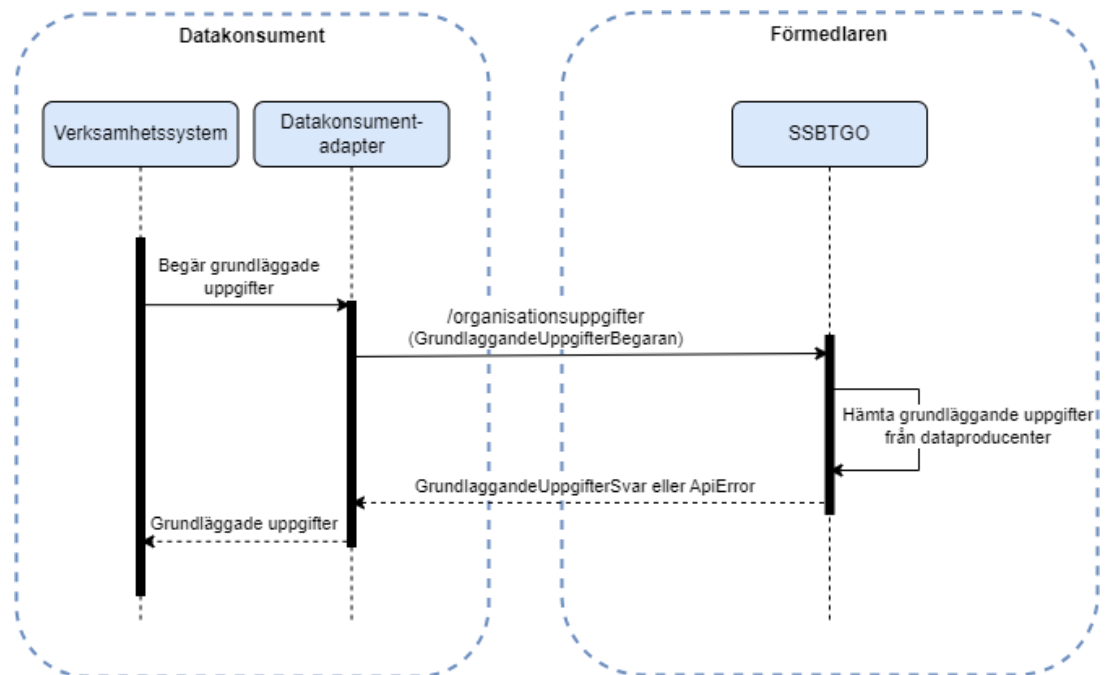 Datakonsument
Förmedlaren
Verksamhetssystem
Datakonsument-
adapter
SSBTGO
Begär grundläggade
uppgifter
/organisationsuppgifter
(GrundlaggandeUppgifterBegaran)
Hämta grundläggande uppgifter
från dataproducenter
GrundlaggandeUppgifterSvar eller ApiError
Grundläggade uppgifter